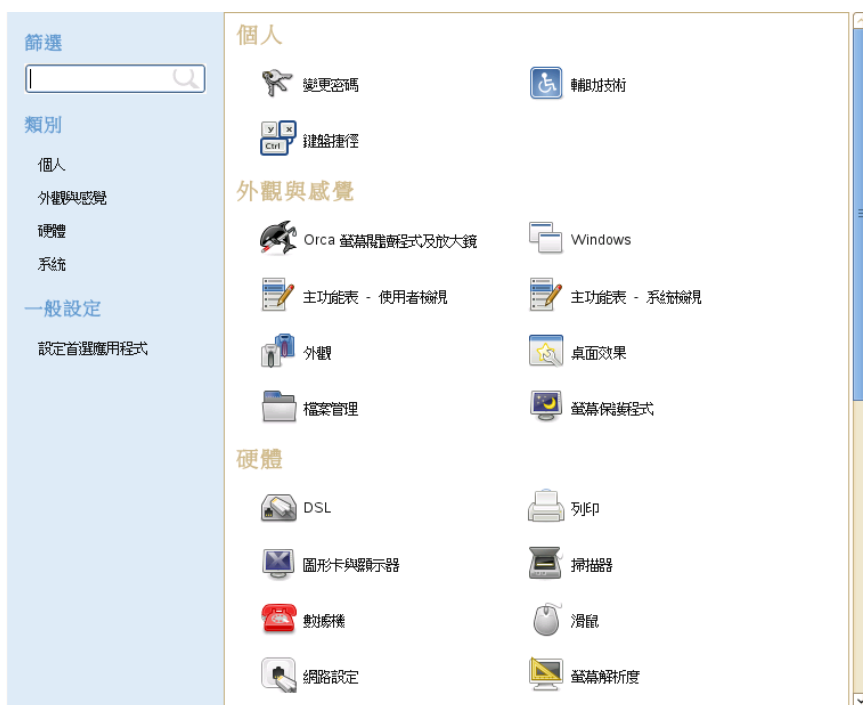 篩選
類別
個人
外觀與感覺
硬體
系統
一般設定
設定首選應用程式
個人
變更密碼
輔助技術
y x
Ctrl
鍵盤捷徑
外觀與感覺
Orca 螢幕閱讀程式及放大鏡
Windows
主功能表 - 使用者檢視
主功能表 - 系統檢視
外觀
桌面效果
檔案管理
螢幕保護程式
硬體
DSL
列印
圖形卡與顯示器
掃描器
數據機
滑鼠
網路設定
螢幕解析度